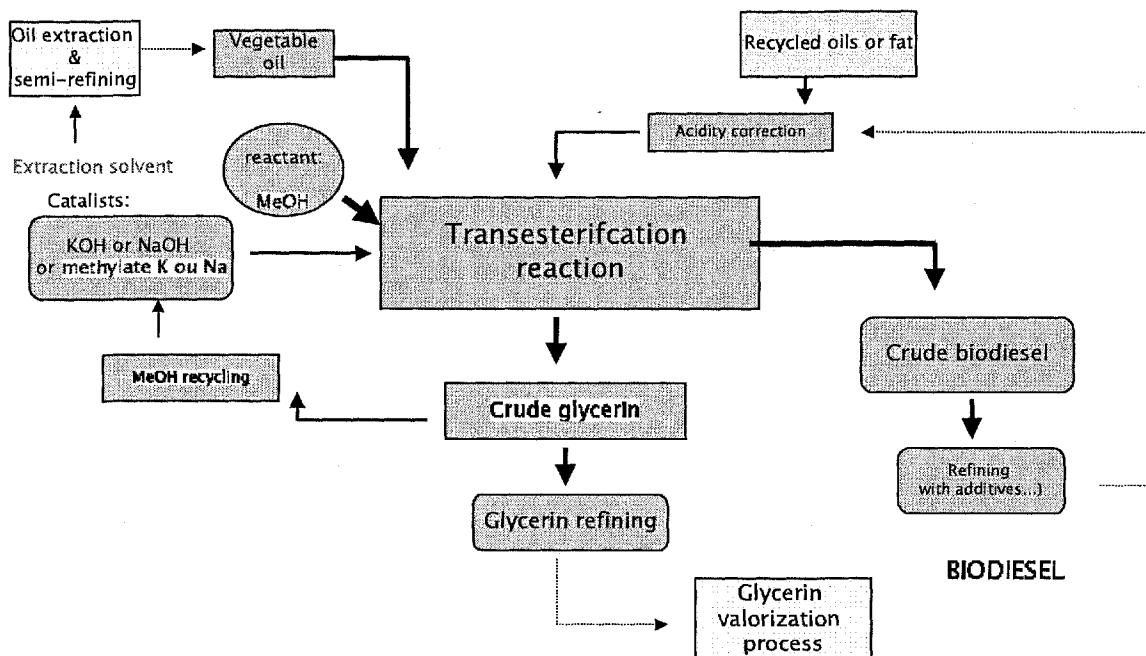 Oil extraction
&
semi-refining
Vegetable
oil
Recycled oils or fat
Acidity correction
Extraction solvent
reactant:
MeOH
Catalists:
KOH or NaOH
or methylate K ou Na
Transesterifcation
reaction
MeOH recycling
Crude glycerin
Crude biodiesel
Refining
with additives...)
Glycerin refining
BIODIESEL
Glycerin
valorization
process